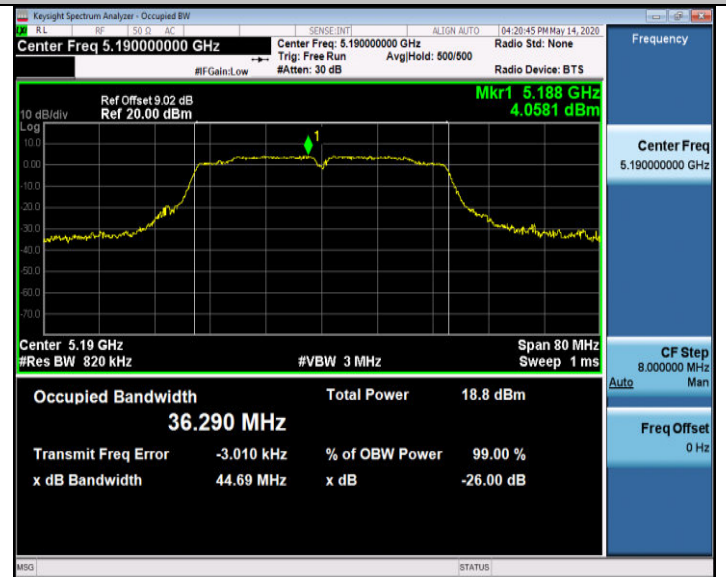 Keysight Spectrum Analyzer - Occupied BW
LXI RL RF 50 Ω AC SENSE:INT ALIGN AUTO 04:20:45 PM May 14, 2020
Center Freq 5.190000000 GHz
Center Freq: 5.190000000 GHz Radio Std: None
Trig: Free Run Avg|Hold: 500/500
#IFGain:Low #Atten: 30 dB Radio Device: BTS
Frequency
Ref Offset 9.02 dB Mkr1 5.188 GHz
10 dB/div Ref 20.00 dBm 4.0581 dBm
Log
10.0
1
0.00
-10.0
-20.0
-30.0
-40.0
-50.0
-60.0
-70.0
Center Freq
5.190000000 GHz
Center 5.19 GHz Span 80 MHz
#Res BW 820 kHz #VBW 3 MHz Sweep 1 ms
CF Step
8.000000 MHz
Auto Man
Occupied Bandwidth Total Power 18.8 dBm
36.290 MHz
Transmit Freq Error -3.010 kHz % of OBW Power 99.00 %
x dB Bandwidth 44.69 MHz x dB -26.00 dB
Freq Offset
0 Hz
MSG STATUS